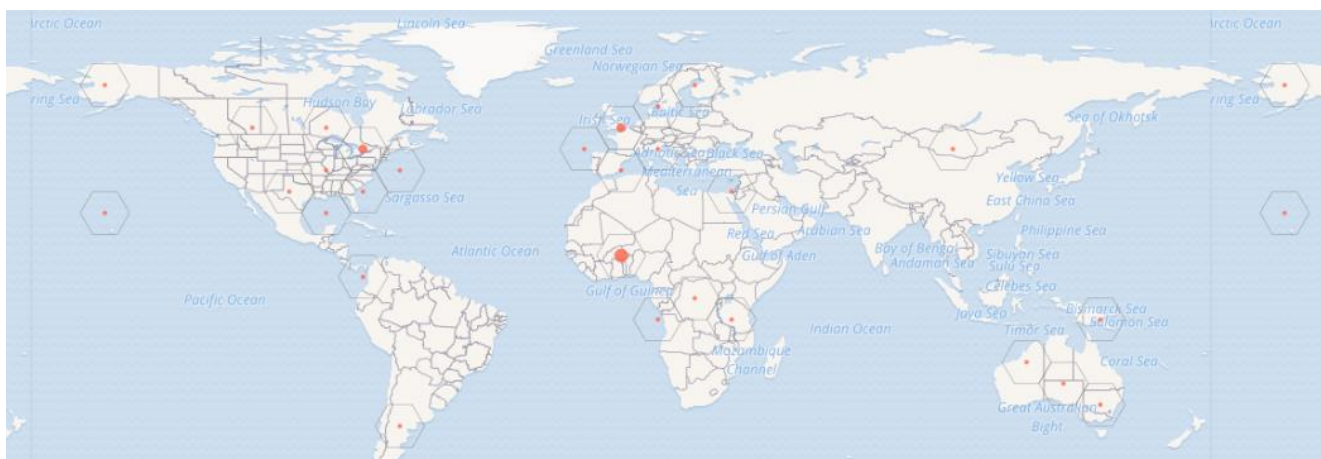 Arctic Ocean
Lincoln Sea
Arctic Ocean
Greenland Sea
Norwegian Sea
ring Sea
Hudson Bay
Labrador Sea
Irish Sea
Baltic Sea
ring Sea
Sea of Okhotsk
Adriatic Sea
Black Sea
Mediterranean
Sea
Yellow Sea
Sargasso Sea
East China Sea
Persian Gulf
Red Sea
Arabian Sea
Philippine Sea
Atlantic Ocean
Bay of Bengal
Gulf of Aden
Andaman Sea
Sibuyan Sea
Sulu Sea
Celebes Sea
Pacific Ocean
Gulf of Guinea
Bismarck Sea
Java Sea
Solomon Sea
Indian Ocean
Timor Sea
Mozambique
Channel
Coral Sea
Great Australian
Bight